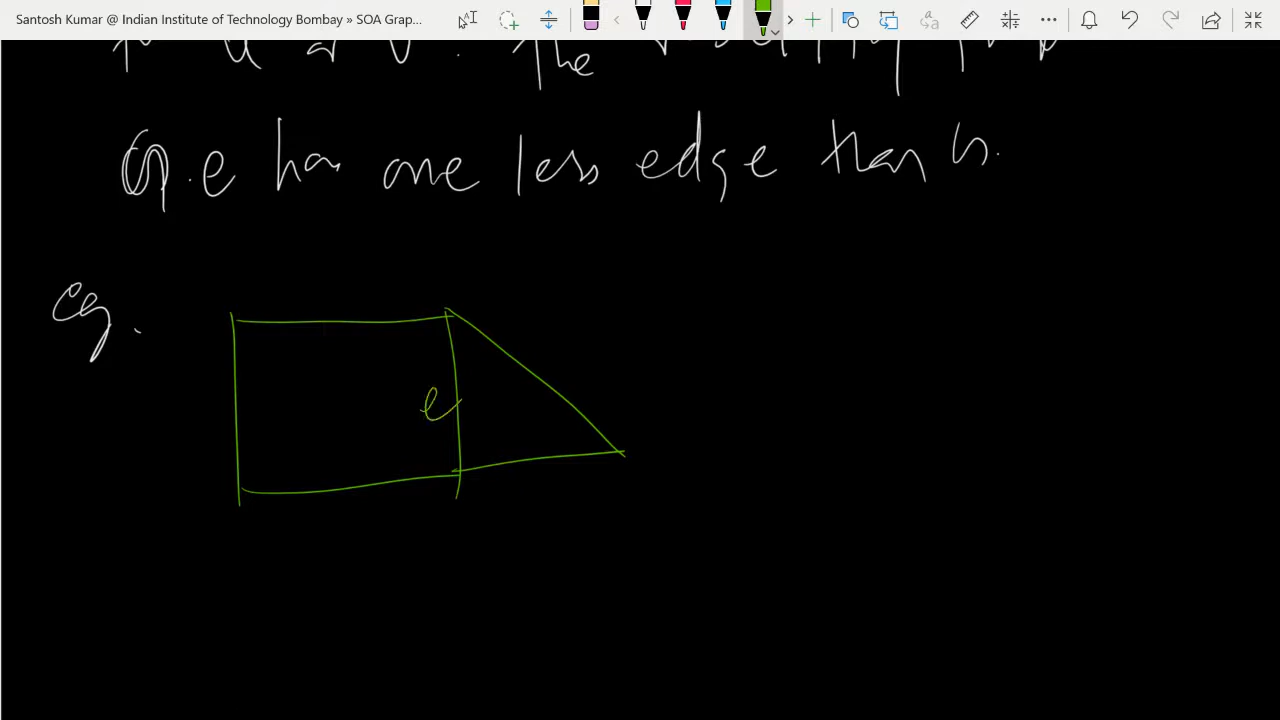 Santosh Kumar @ Indian Institute of Technology Bombay » SOA Grap...
u v. The
G.e has one less edge than G.
eg.
e